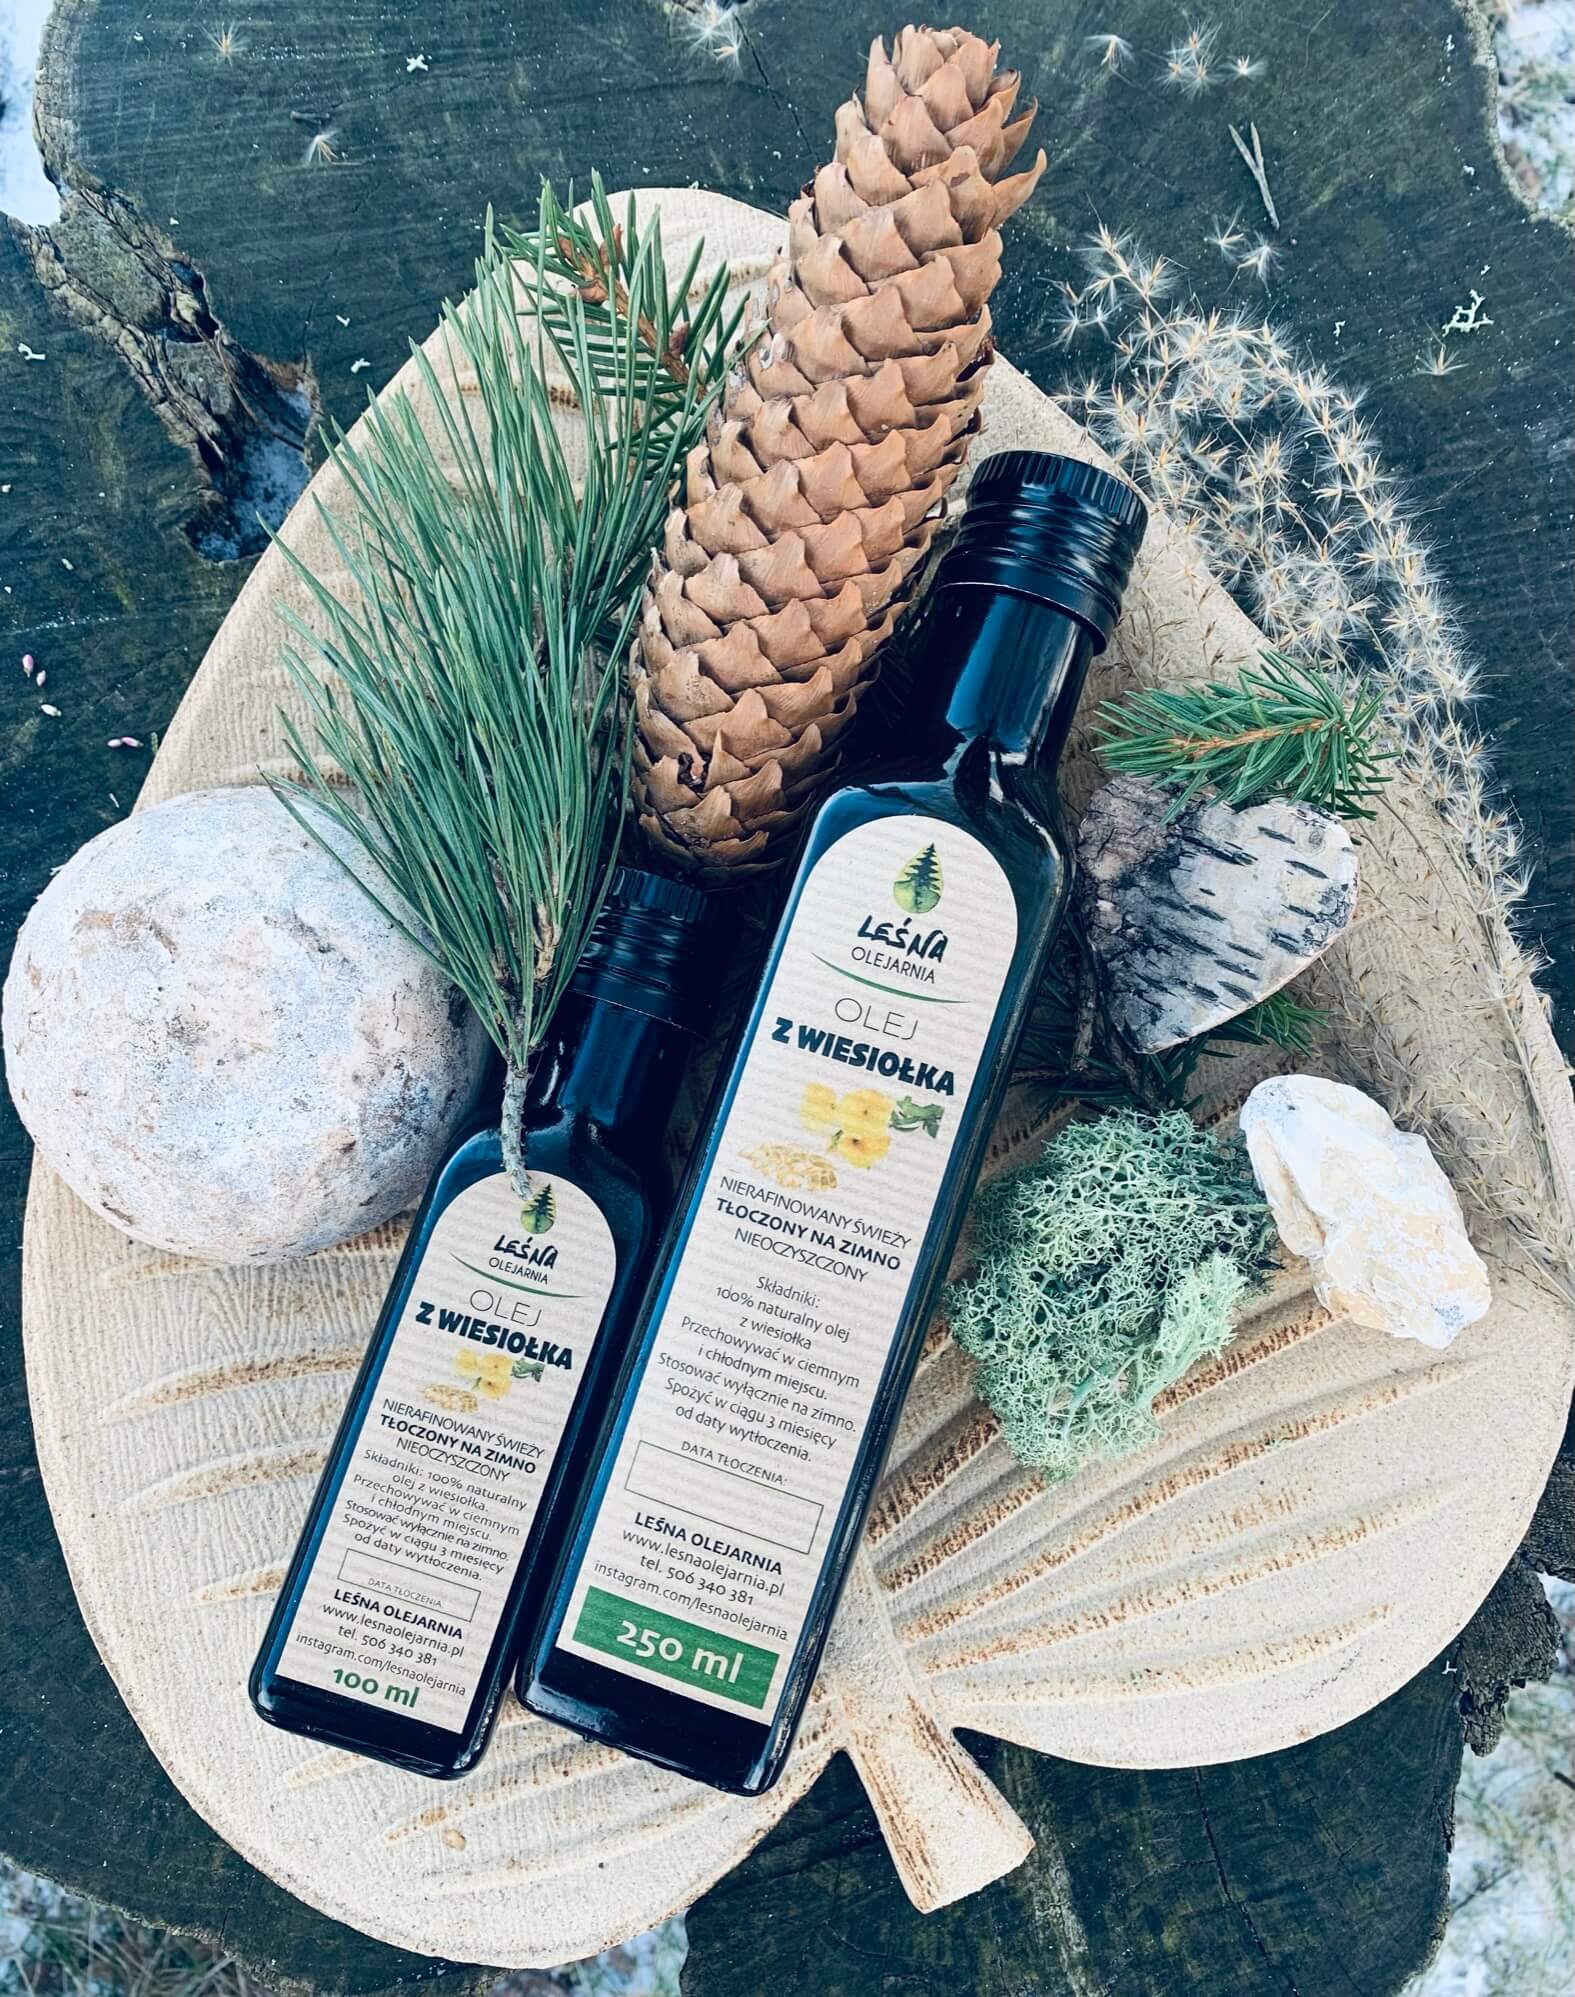 LEŚNA
OLEJARNIA
OLEJ
Z WIESIOŁKA
NIERAFINOWANY ŚWIEŻY
TŁOCZONY NA ZIMNO
NIEOCZYSZCZONY
Składniki: 100% naturalny
olej z wiesiołka.
Przechowywać w ciemnym
i chłodnym miejscu.
Stosować wyłącznie na zimno.
Spożyć w ciągu 3 miesięcy
od daty wytłoczenia.
DATA TŁOCZENIA:
LEŚNA OLEJARNIA
www.lesnaolejarnia.pl
tel. 506 340 381
instagram.com/lesnaolejarnia
100 ml
LEŚNA
OLEJARNIA
OLEJ
Z WIESIOŁKA
NIERAFINOWANY ŚWIEŻY
TŁOCZONY NA ZIMNO
NIEOCZYSZCZONY
Składniki:
100% naturalny olej
z wiesiołka
Przechowywać w ciemnym
i chłodnym miejscu.
Stosować wyłącznie na zimno.
Spożyć w ciągu 3 miesięcy
od daty wytłoczenia.
DATA TŁOCZENIA:
LEŚNA OLEJARNIA
www.lesnaolejarnia.pl
tel. 506 340 381
instagram.com/lesnaolejarnia
250 ml